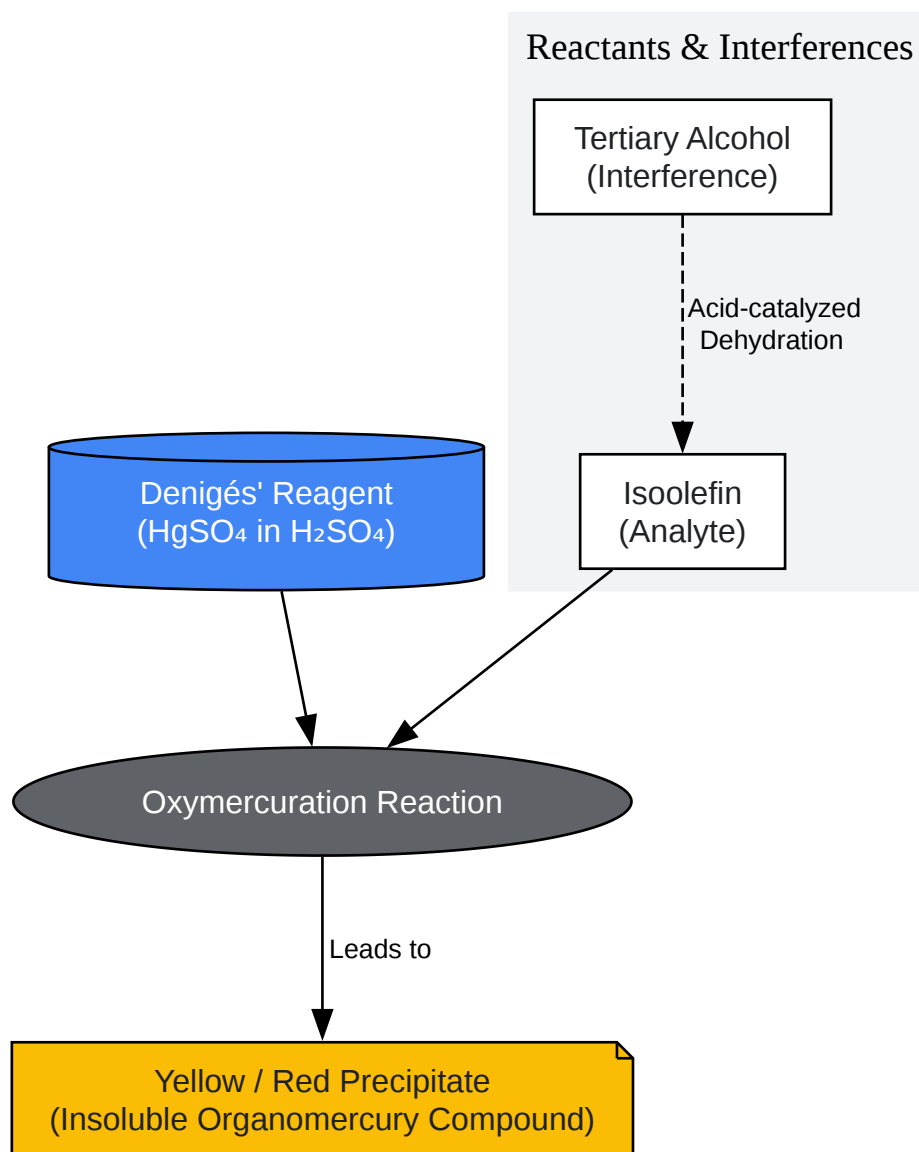 Reactants & Interferences
Tertiary Alcohol
(Interference)
Acid-catalyzed
Dehydration
Denigés' Reagent
(HgSO₄ in H₂SO₄)
Isoolefin
(Analyte)
Oxymercuration Reaction
Leads to
Yellow / Red Precipitate
(Insoluble Organomercury Compound)